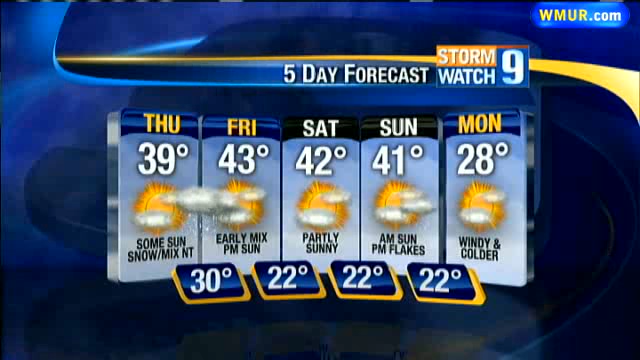 WMUR.com
5 DAY FORECAST
STORM
WATCH 9
THU FRI SAT SUN MON
39° 43° 42° 41° 28°
SOME SUN
SNOW/MIX NT
EARLY MIX
PM SUN
PARTLY
SUNNY
AM SUN
PM FLAKES
WINDY &
COLDER
30° 22° 22° 22°